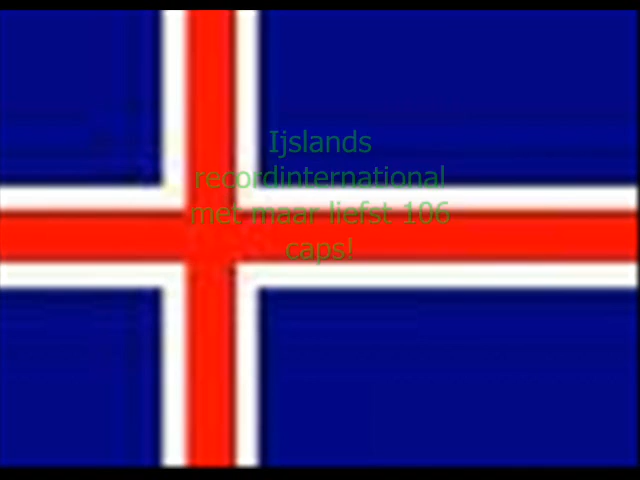 Ijslands
recordinternational
met maar liefst 106
caps!